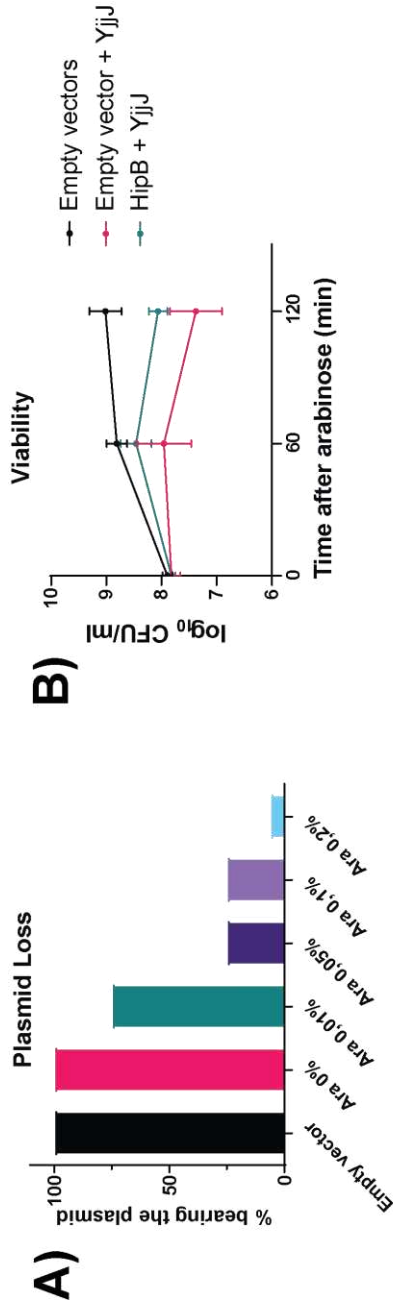 A)
Plasmid Loss
% bearing the plasmid
100
50
0
Empty vector
Ara 0%
Ara 0,01%
Ara 0,05%
Ara 0,1%
Ara 0,2%
B)
Viability
log₁₀ CFU/ml
10
9
8
7
6
0
60
120
Time after arabinose (min)
Empty vectors
Empty vector + YjjJ
HipB + YjjJ